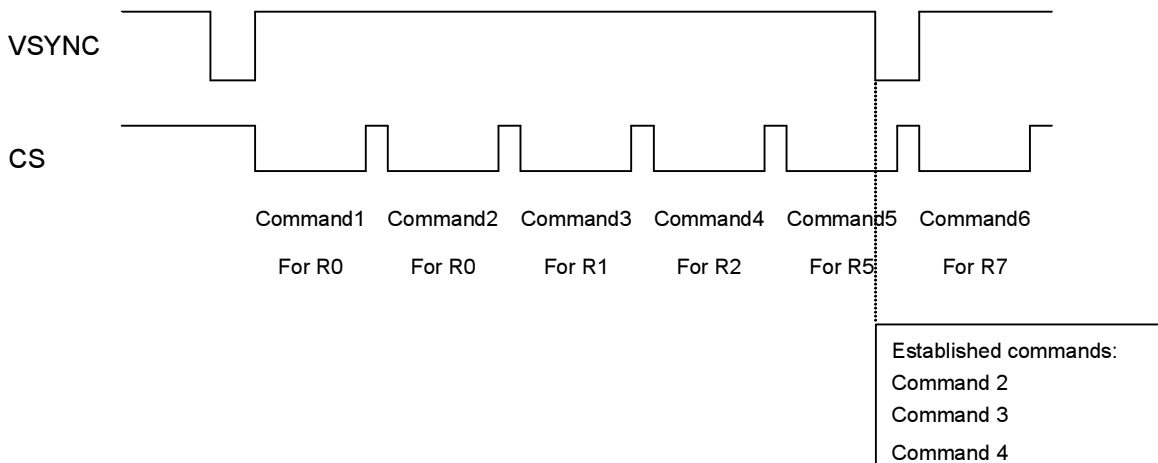 VSYNC
CS
Command1 Command2 Command3 Command4 Command5 Command6
For R0 For R0 For R1 For R2 For R5 For R7
Established commands:
Command 2
Command 3
Command 4